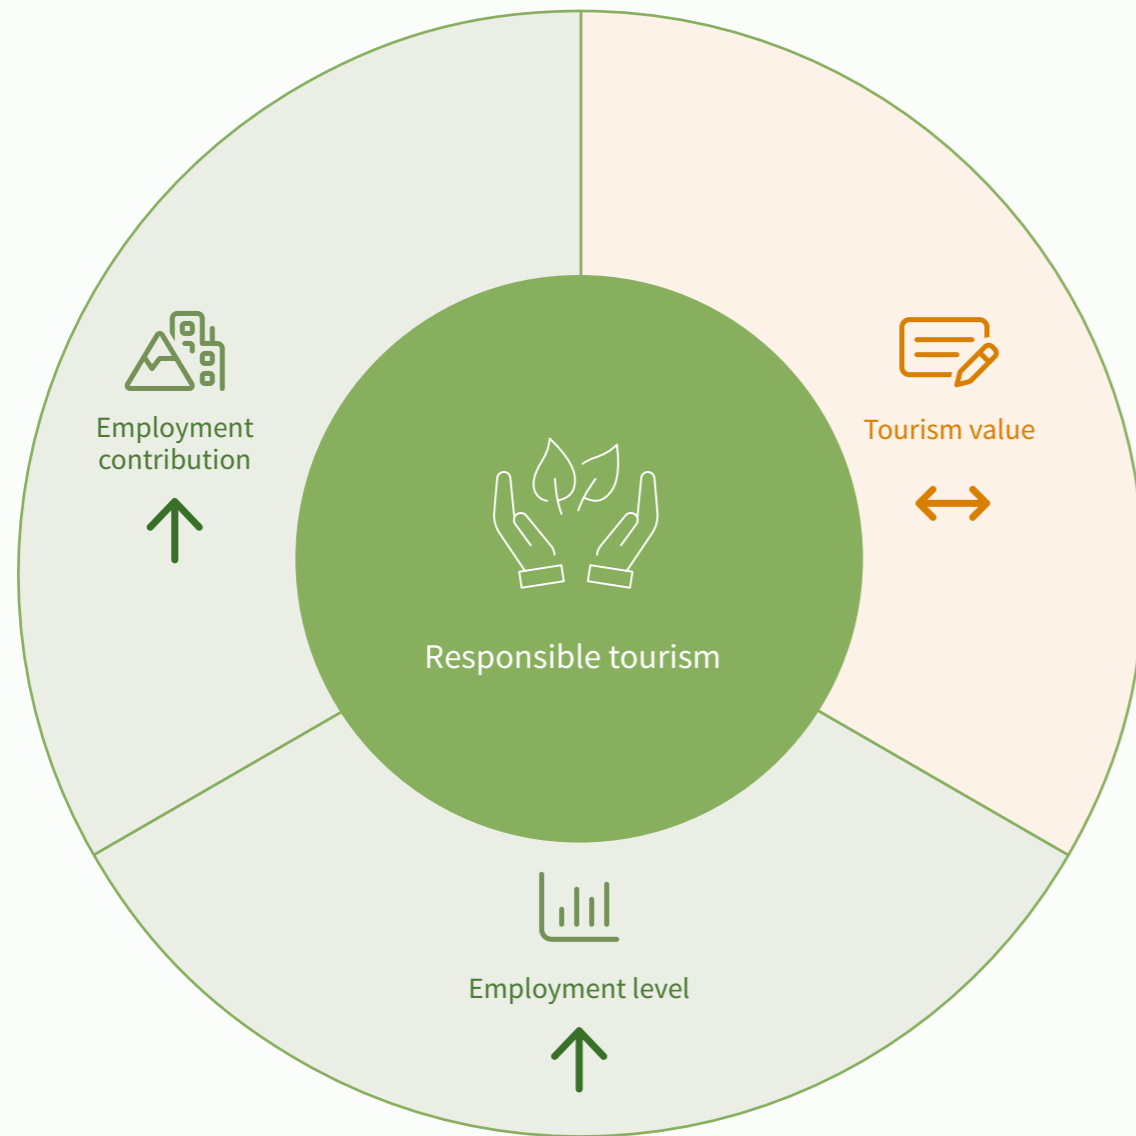 Employment
contribution
Tourism value
Responsible tourism
Employment level